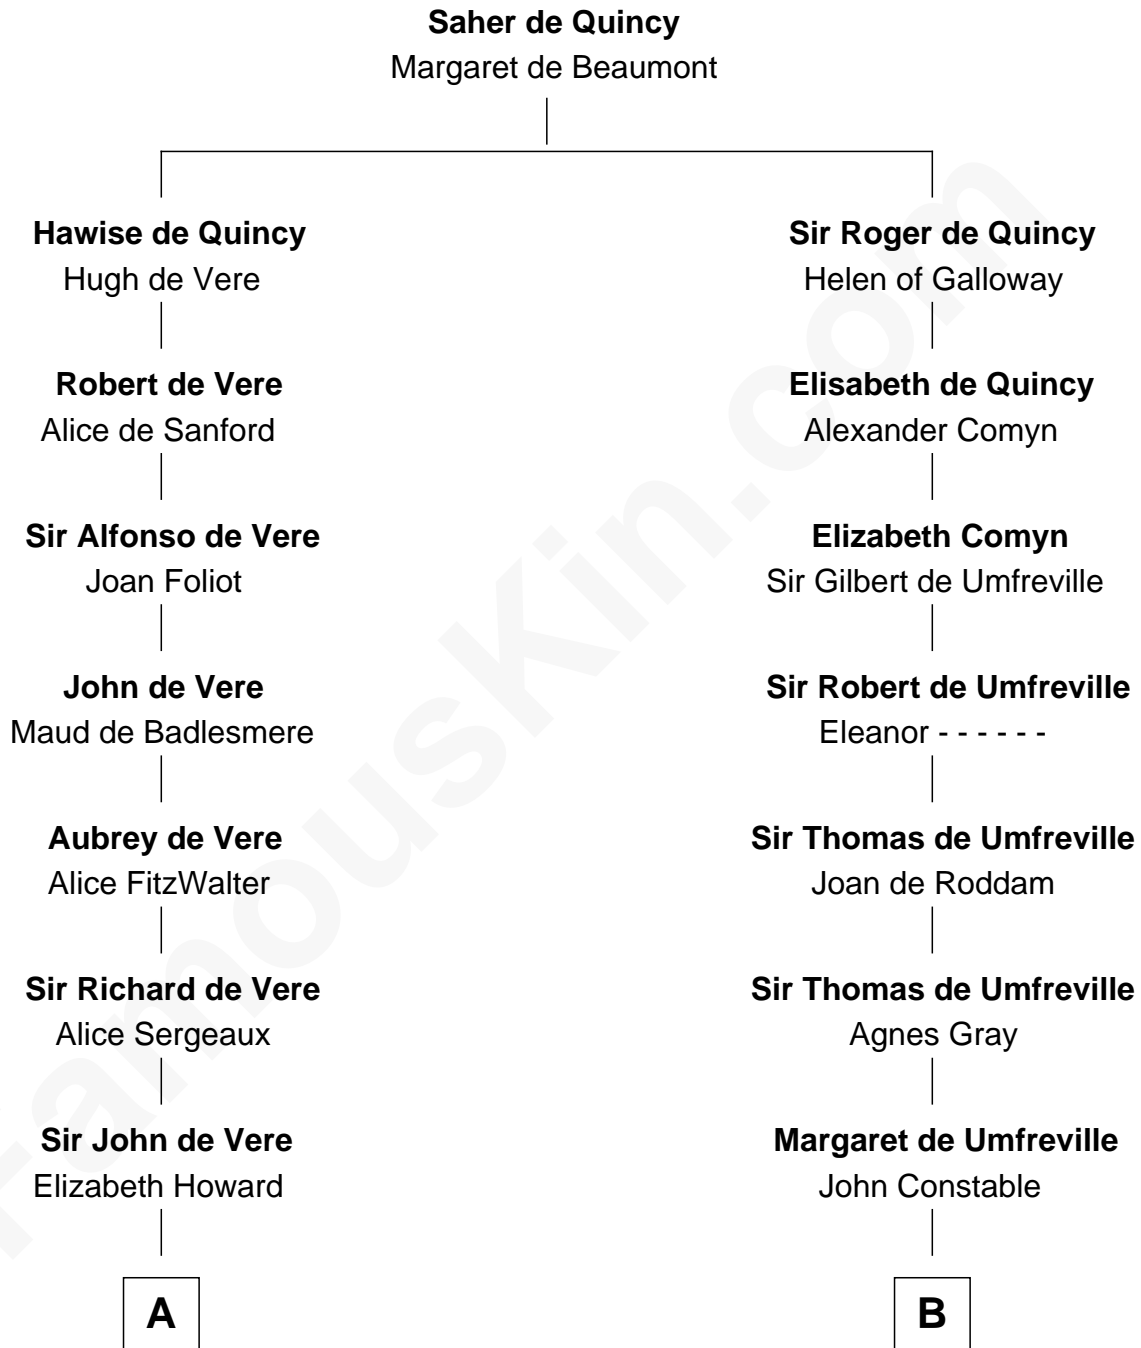 Saher de Quincy
Margaret de Beaumont
Hawise de Quincy
Hugh de Vere
Sir Roger de Quincy
Helen of Galloway
Robert de Vere
Alice de Sanford
Elisabeth de Quincy
Alexander Comyn
Sir Alfonso de Vere
Joan Foliot
Elizabeth Comyn
Sir Gilbert de Umfreville
John de Vere
Maud de Badlesmere
Sir Robert de Umfreville
Eleanor - - - - - -
Aubrey de Vere
Alice FitzWalter
Sir Thomas de Umfreville
Joan de Roddam
Sir Richard de Vere
Alice Sergeaux
Sir Thomas de Umfreville
Agnes Gray
Sir John de Vere
Elizabeth Howard
Margaret de Umfreville
John Constable
A
B
FamousKin.com